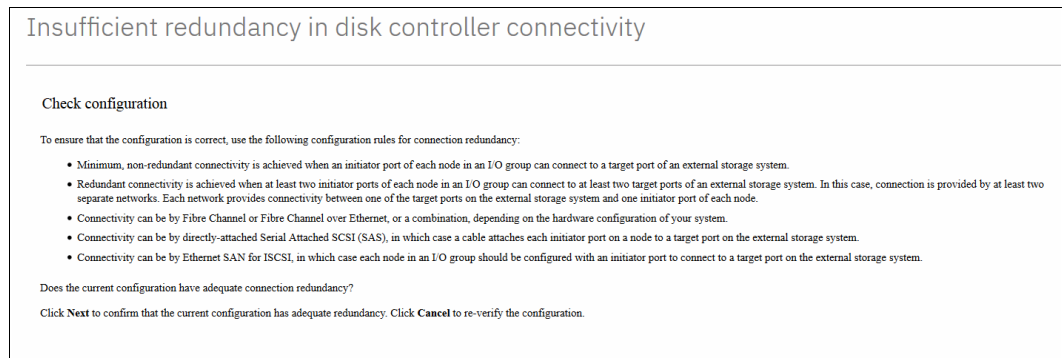 Insufficient redundancy in disk controller connectivity
Check configuration
To ensure that the configuration is correct, use the following configuration rules for connection redundancy:
• Minimum, non-redundant connectivity is achieved when an initiator port of each node in an I/O group can connect to a target port of an external storage system.
• Redundant connectivity is achieved when at least two initiator ports of each node in an I/O group can connect to at least two target ports of an external storage system. In this case, connection is provided by at least two
separate networks. Each network provides connectivity between one of the target ports on the external storage system and one initiator port of each node.
• Connectivity can be by Fibre Channel or Fibre Channel over Ethernet, or a combination, depending on the hardware configuration of your system.
• Connectivity can be by directly-attached Serial Attached SCSI (SAS), in which case a cable attaches each initiator port on a node to a target port on the external storage system.
• Connectivity can be by Ethernet SAN for ISCSI, in which case each node in an I/O group should be configured with an initiator port to connect to a target port on the external storage system.
Does the current configuration have adequate connection redundancy?
Click Next to confirm that the current configuration has adequate redundancy. Click Cancel to re-verify the configuration.